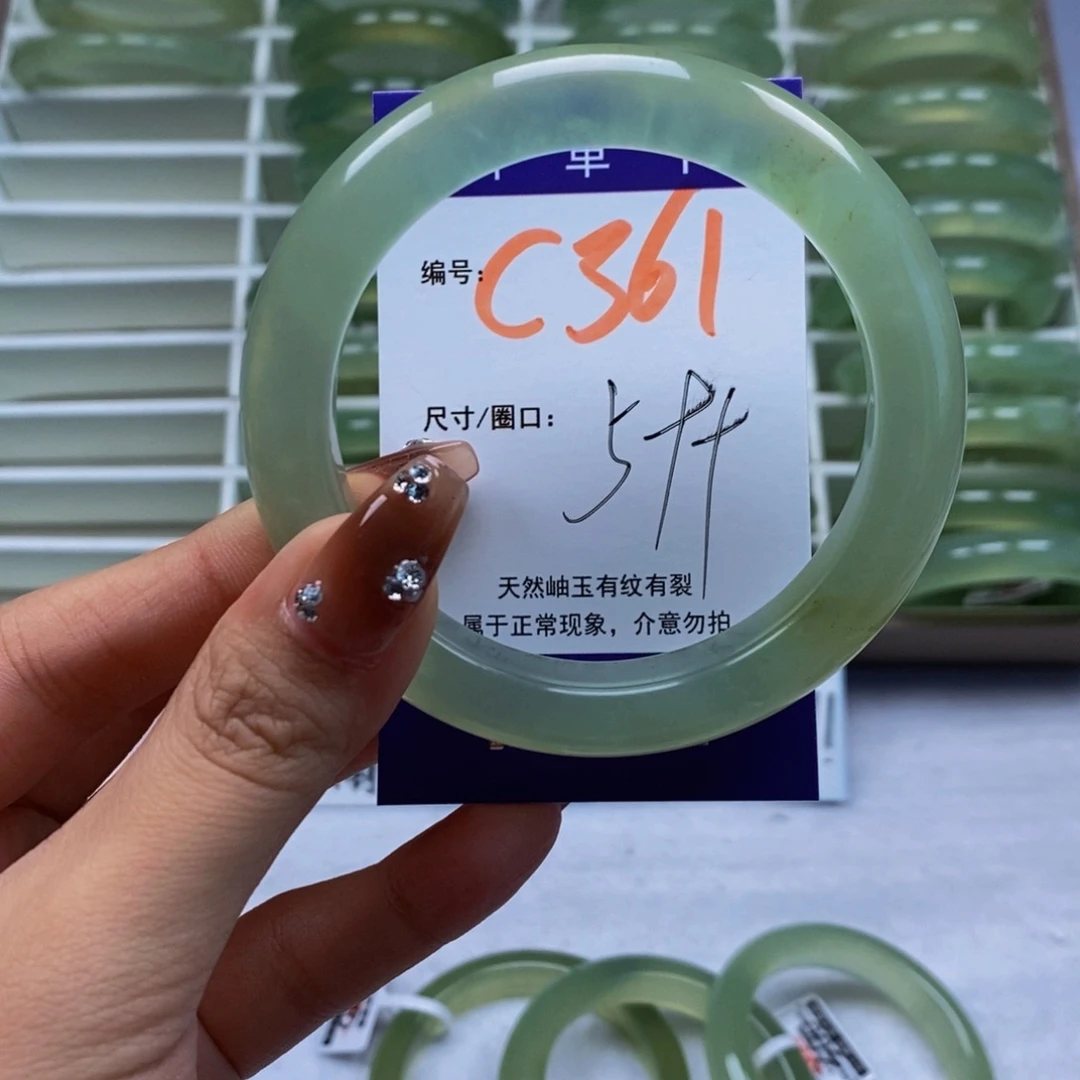 单
编号：C361
尺寸/圈口：
天然岫玉有纹有裂
属于正常现象，介意勿拍